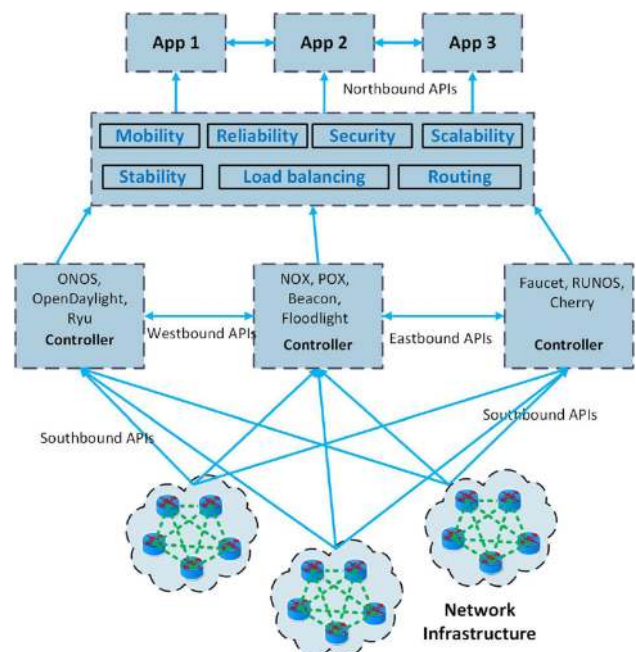 App 1
App 2
App 3
Northbound APIs
Mobility
Reliability
Security
Scalability
Stability
Load balancing
Routing
ONOS,
OpenDaylight,
Ryu
Controller
Westbound APIs
NOX, POX,
Beacon,
Floodlight
Controller
Eastbound APIs
Faucet, RUNOS,
Cherry
Controller
Southbound APIs
Southbound APIs
Network
Infrastructure